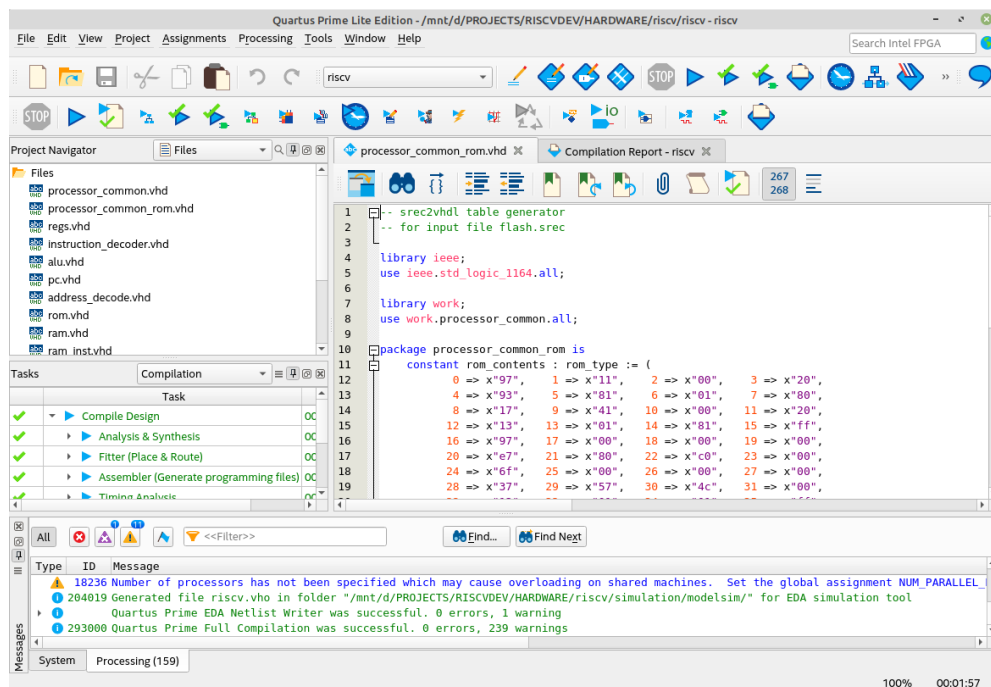 Quartus Prime Lite Edition - /mnt/d/PROJECTS/RISCVDEV/HARDWARE/riscv/riscv - riscv
File Edit View Project Assignments Processing Tools Window Help
Search Intel FPGA
riscv
STOP
»
STOP
io
Project Navigator
Files
processor_common_rom.vhd
Compilation Report - riscv
Files
processor_common.vhd
processor_common_rom.vhd
regs.vhd
instruction_decoder.vhd
alu.vhd
pc.vhd
address_decode.vhd
rom.vhd
ram.vhd
ram_inst.vhd
267
268
1 -- srec2vhdl table generator
2 -- for input file flash.srec
3
4 library ieee;
5 use ieee.std_logic_1164.all;
6
7 library work;
8 use work.processor_common.all;
9
10 package processor_common_rom is
11 constant rom_contents : rom_type := (
12 0 => x"97", 1 => x"11", 2 => x"00", 3 => x"20",
13 4 => x"93", 5 => x"81", 6 => x"01", 7 => x"80",
14 8 => x"17", 9 => x"41", 10 => x"00", 11 => x"20",
15 12 => x"13", 13 => x"01", 14 => x"81", 15 => x"ff",
16 16 => x"97", 17 => x"00", 18 => x"00", 19 => x"00",
17 20 => x"e7", 21 => x"80", 22 => x"c0", 23 => x"00",
18 24 => x"6f", 25 => x"00", 26 => x"00", 27 => x"00",
19 28 => x"37", 29 => x"57", 30 => x"4c", 31 => x"00",
Tasks
Compilation
Task
Compile Design 00
Analysis & Synthesis 00
Fitter (Place & Route) 00
Assembler (Generate programming files) 00
Timing Analysis
All
1
11
<<Filter>>
Find...
Find Next
Type ID Message
18236 Number of processors has not been specified which may cause overloading on shared machines. Set the global assignment NUM_PARALLEL_
204019 Generated file riscv.vho in folder "/mnt/d/PROJECTS/RISCVDEV/HARDWARE/riscv/simulation/modelsim/" for EDA simulation tool
Quartus Prime EDA Netlist Writer was successful. 0 errors, 1 warning
293000 Quartus Prime Full Compilation was successful. 0 errors, 239 warnings
Messages
System
Processing (159)
100% 00:01:57